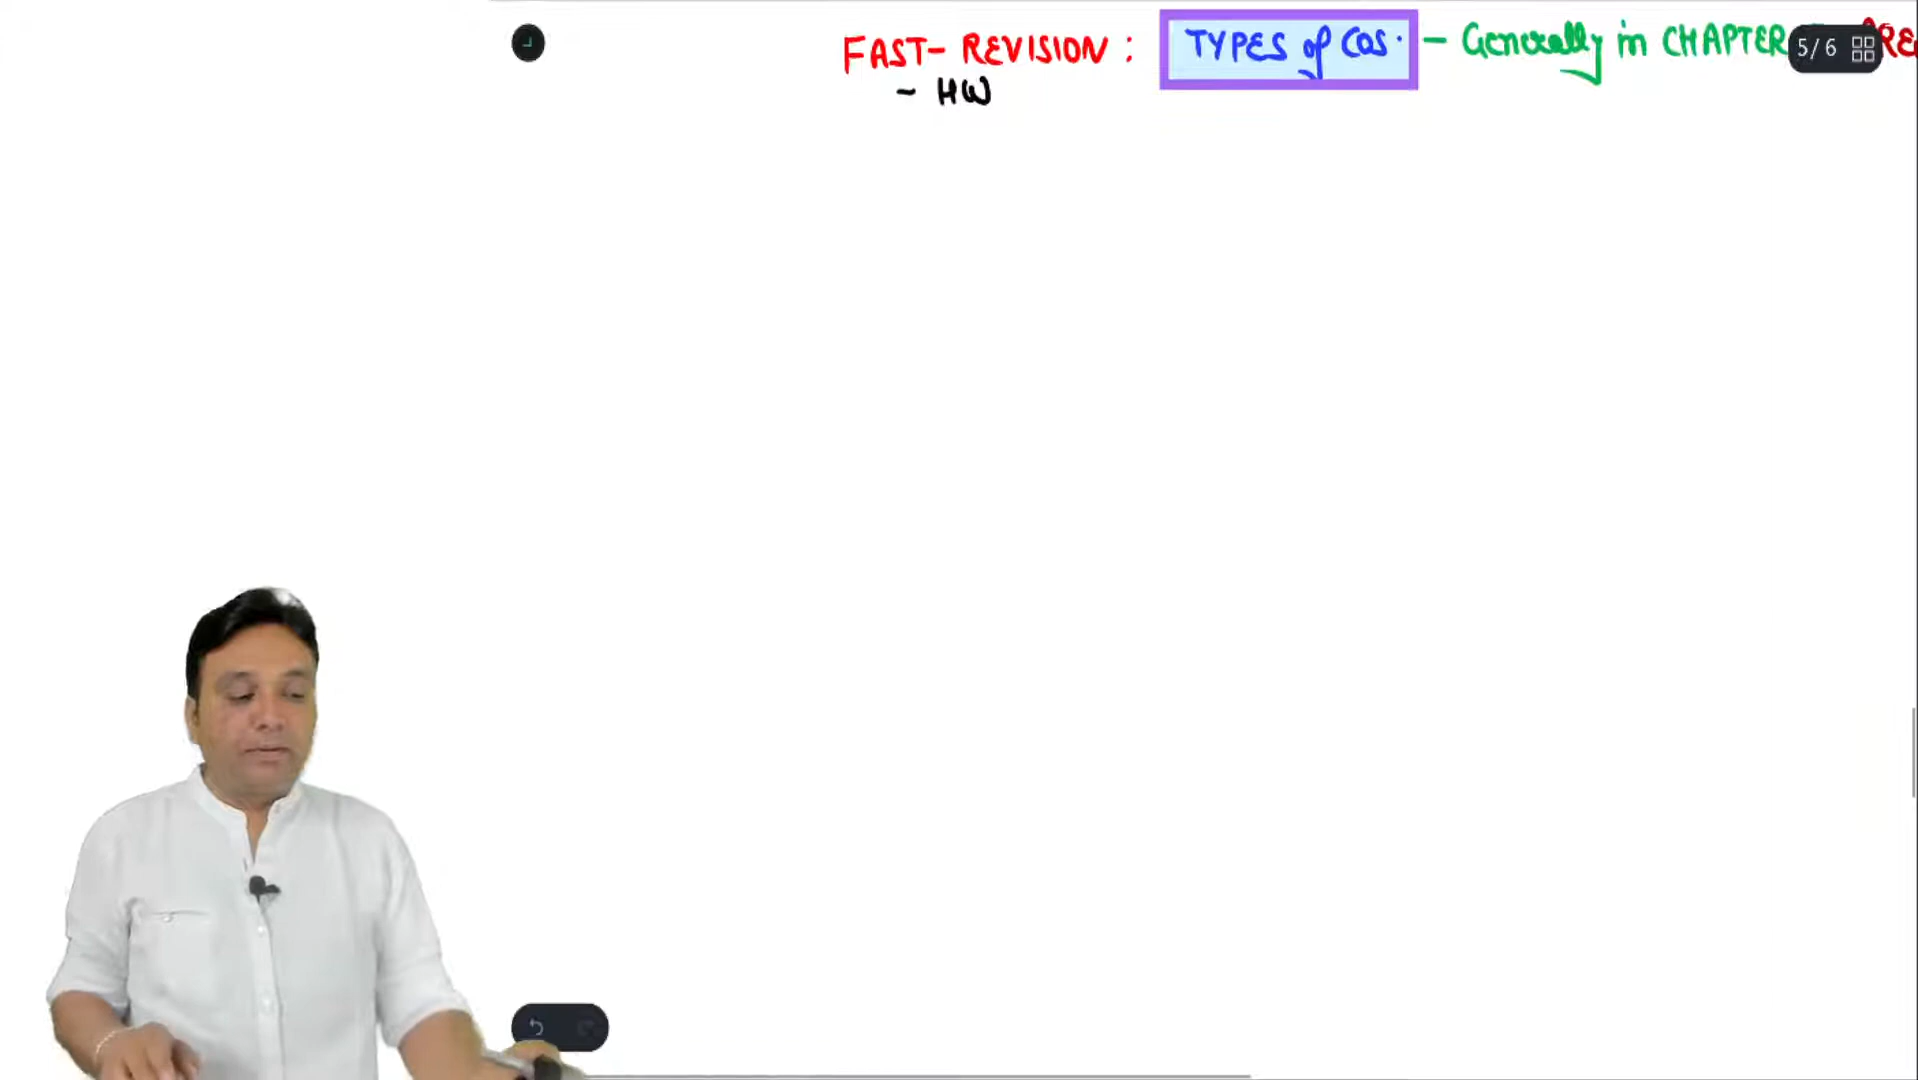 FAST- REVISION : TYPES of COS. - Generally in CHAPTER
5/6
~ HW